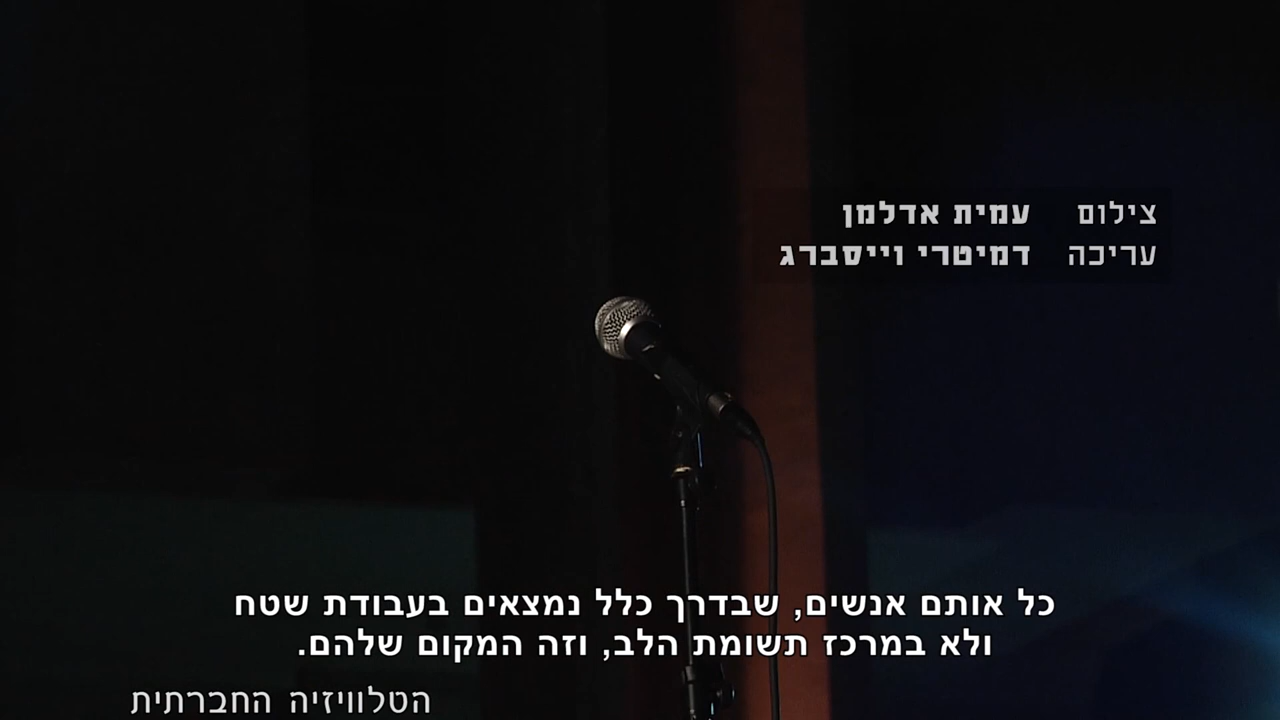 צילום עמית אדלמן
עריכה דמיטרי וייסברג
כל אותם אנשים, שבדרך כלל נמצאים בעבודת שטח
ולא במרכז תשומת הלב, וזה המקום שלהם.
הטלוויזיה החברתית